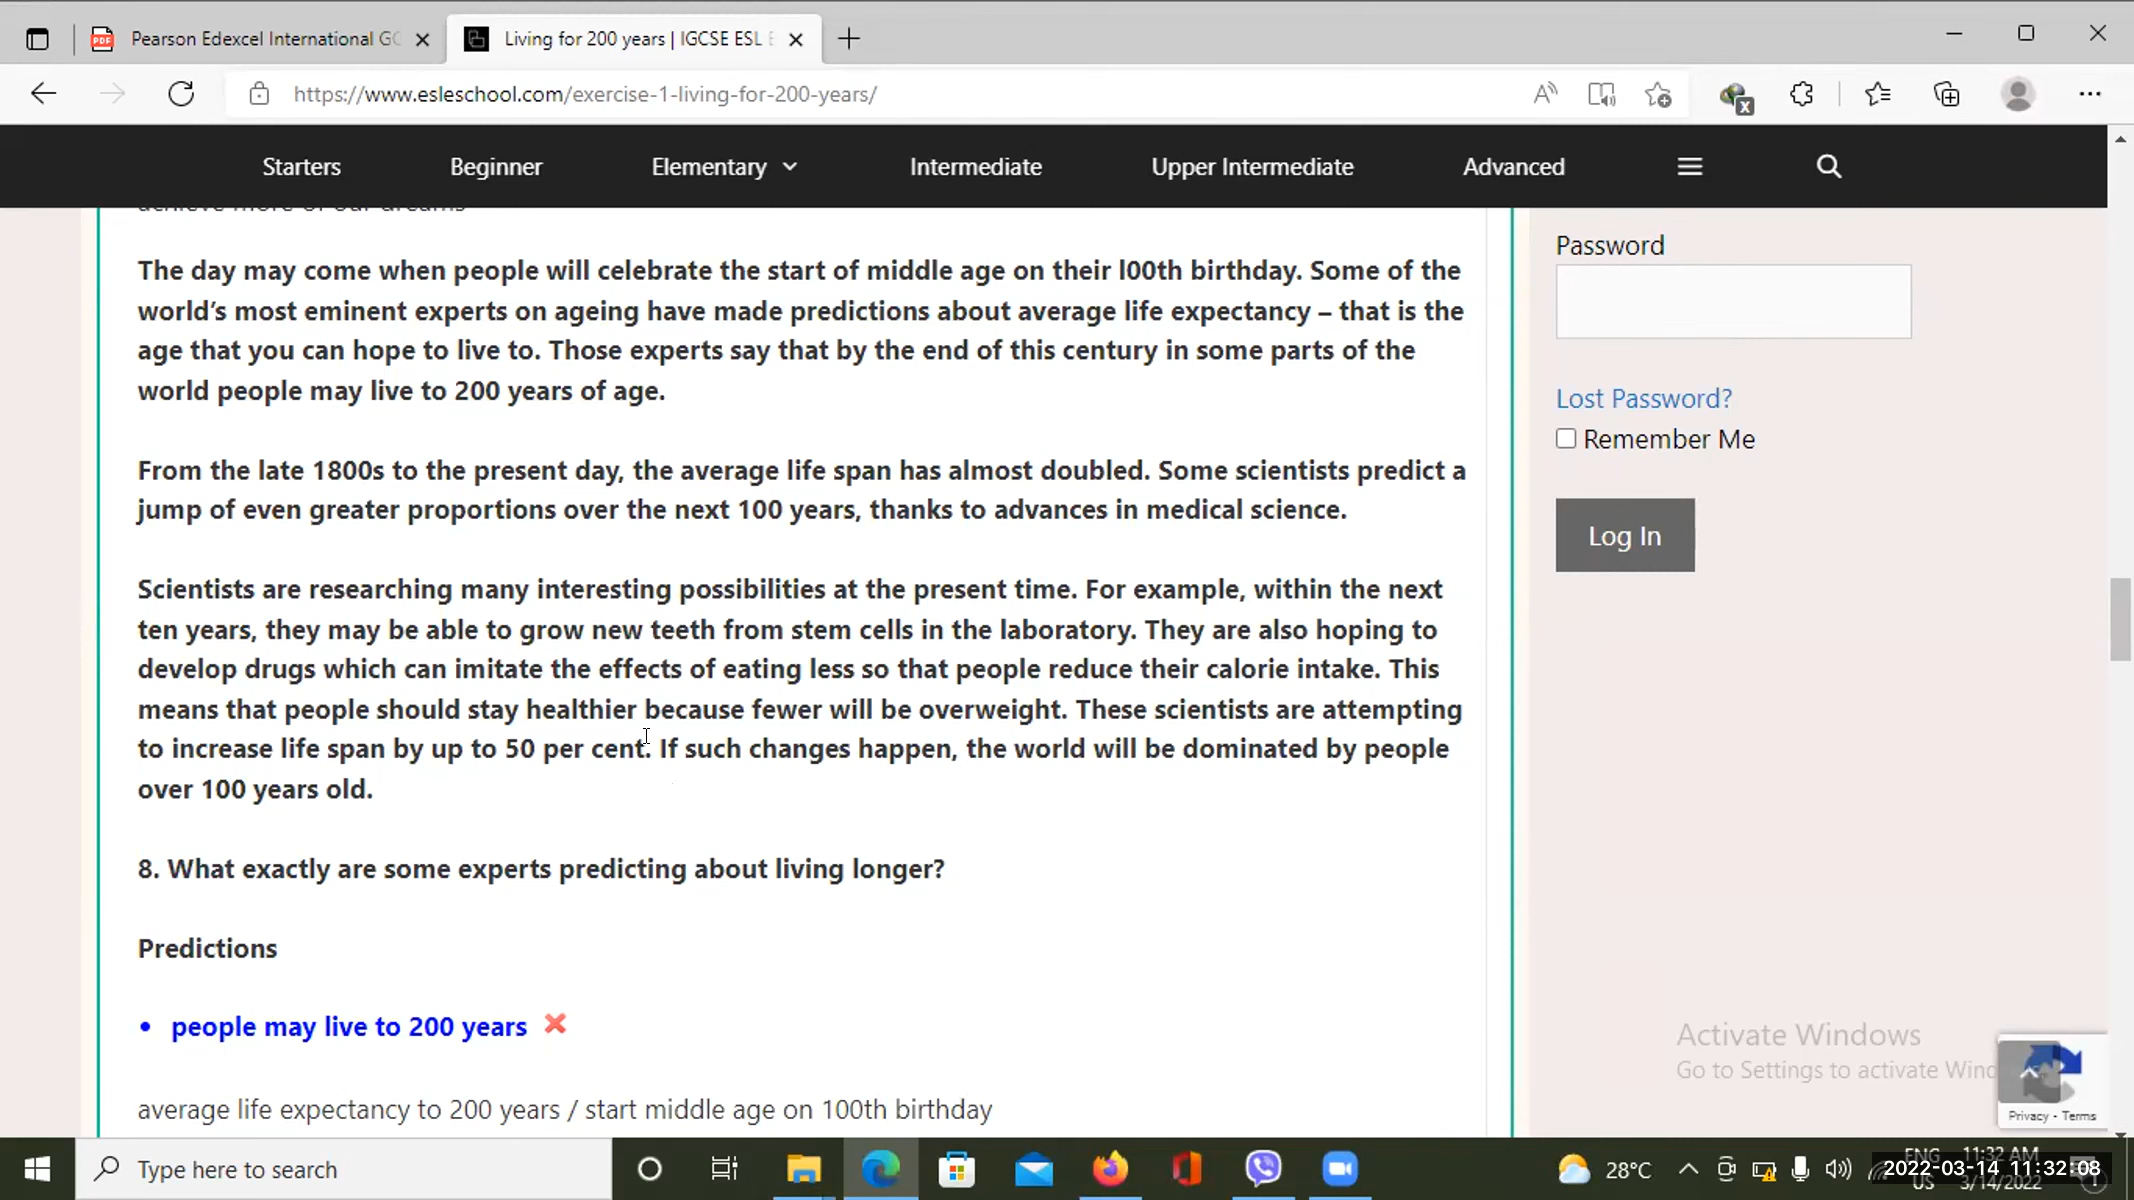 Pearson Edexcel International GC
Living for 200 years | IGCSE ESL E
https://www.esleschool.com/exercise-1-living-for-200-years/
Starters Beginner Elementary Intermediate Upper Intermediate Advanced
achieve more of our dreams
The day may come when people will celebrate the start of middle age on their l00th birthday. Some of the
world’s most eminent experts on ageing have made predictions about average life expectancy – that is the
age that you can hope to live to. Those experts say that by the end of this century in some parts of the
world people may live to 200 years of age.
From the late 1800s to the present day, the average life span has almost doubled. Some scientists predict a
jump of even greater proportions over the next 100 years, thanks to advances in medical science.
Scientists are researching many interesting possibilities at the present time. For example, within the next
ten years, they may be able to grow new teeth from stem cells in the laboratory. They are also hoping to
develop drugs which can imitate the effects of eating less so that people reduce their calorie intake. This
means that people should stay healthier because fewer will be overweight. These scientists are attempting
to increase life span by up to 50 per cent. If such changes happen, the world will be dominated by people
over 100 years old.
8. What exactly are some experts predicting about living longer?
Predictions
• people may live to 200 years
average life expectancy to 200 years / start middle age on 100th birthday
Password
Lost Password?
Remember Me
Log In
Activate Windows
Go to Settings to activate Wind
Privacy - Terms
Type here to search
28°C
ENG
US
11:32 AM
3/14/2022
2022-03-14 11:32:08